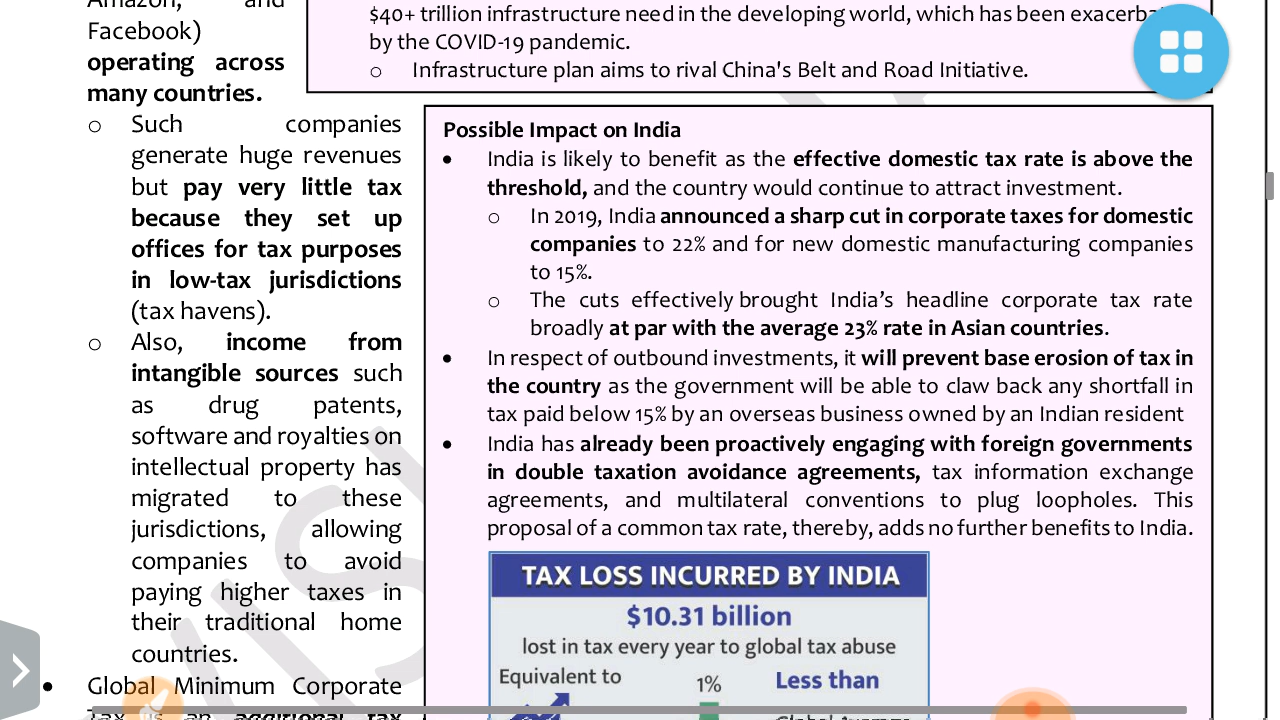 Amazon, and
Facebook)
operating across
many countries.
o Such companies
generate huge revenues
but pay very little tax
because they set up
offices for tax purposes
in low-tax jurisdictions
(tax havens).
o Also, income from
intangible sources such
as drug patents,
software and royalties on
intellectual property has
migrated to these
jurisdictions, allowing
companies to avoid
paying higher taxes in
their traditional home
countries.
• Global Minimum Corporate
Tax is an additional tax
$40+ trillion infrastructure need in the developing world, which has been
by the COVID-19 pandemic.
o Infrastructure plan aims to rival China's Belt and Road Initiative.
Possible Impact on India
• India is likely to benefit as the effective domestic tax rate is above the
threshold, and the country would continue to attract investment.
o In 2019, India announced a sharp cut in corporate taxes for domestic
companies to 22% and for new domestic manufacturing companies
to 15%.
o The cuts effectively brought India’s headline corporate tax rate
broadly at par with the average 23% rate in Asian countries.
• In respect of outbound investments, it will prevent base erosion of tax in
the country as the government will be able to claw back any shortfall in
tax paid below 15% by an overseas business owned by an Indian resident
• India has already been proactively engaging with foreign governments
in double taxation avoidance agreements, tax information exchange
agreements, and multilateral conventions to plug loopholes. This
proposal of a common tax rate, thereby, adds no further benefits to India.
TAX LOSS INCURRED BY INDIA
$10.31 billion
lost in tax every year to global tax abuse
Equivalent to
1%
Less than